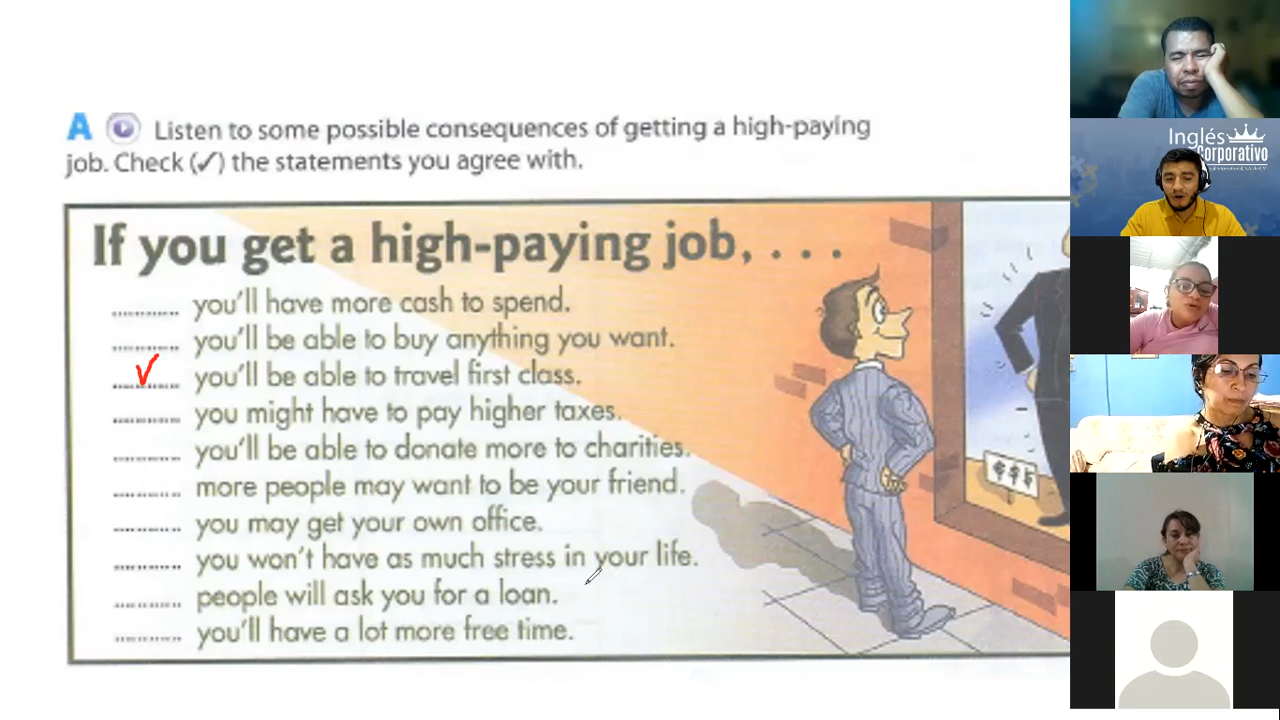 A Listen to some possible consequences of getting a high-paying
job. Check (✓) the statements you agree with.
If you get a high-paying job, . . .
you'll have more cash to spend.
you'll be able to buy anything you want.
✓ you'll be able to travel first class.
you might have to pay higher taxes.
you'll be able to donate more to charities.
more people may want to be your friend.
you may get your own office.
you won't have as much stress in your life.
people will ask you for a loan.
you'll have a lot more free time.
$$$
Inglés
Corporativo